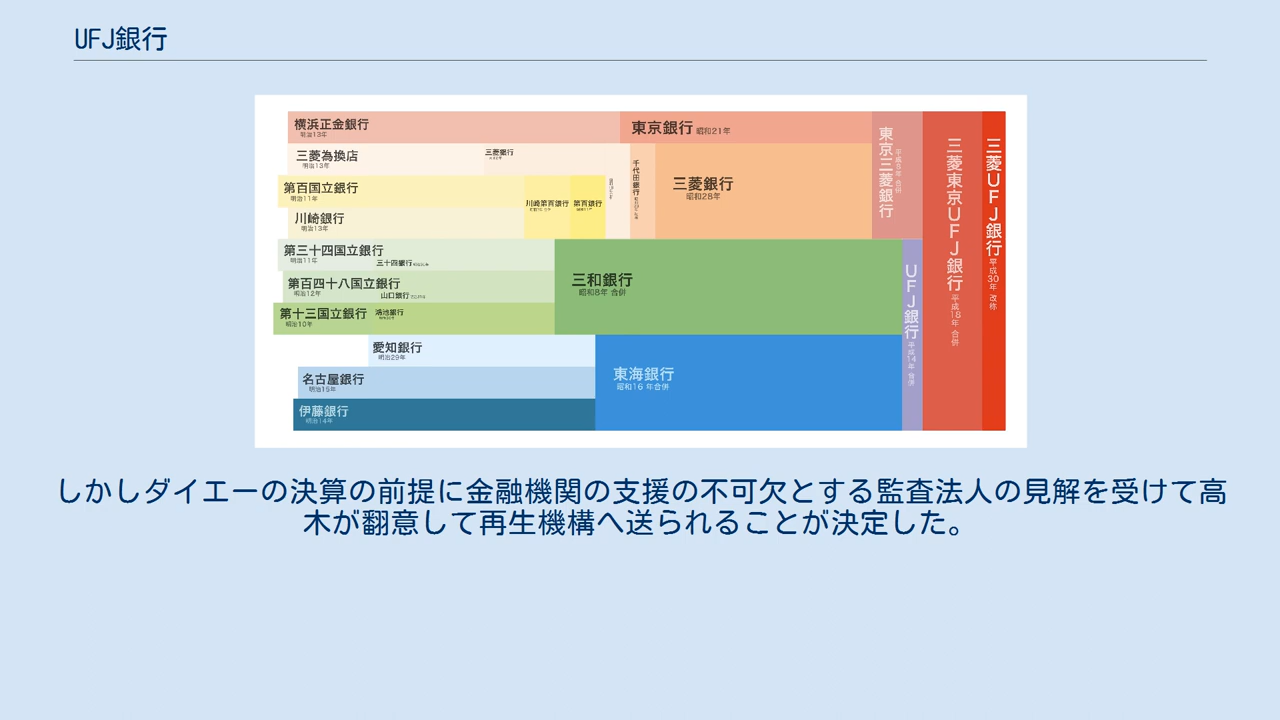 UFJ銀行
横浜正金銀行
明治13年
東京銀行 昭和21年
三菱為換店
明治13年
三菱銀行
第百国立銀行
明治11年
川崎銀行
明治13年
川崎第百銀行
第百銀行
千代田銀行
三菱銀行
昭和28年
東京三菱銀行 平成8年 合併
第三十四国立銀行
明治11年
三十四銀行
第百四十八国立銀行
明治12年
山口銀行
第十三国立銀行
明治10年
鴻池銀行
三和銀行
昭和8年 合併
愛知銀行
明治29年
名古屋銀行
明治15年
伊藤銀行
明治14年
東海銀行
昭和16 年合併
UFJ銀行 平成14年 合併
三菱東京UFJ銀行 平成18年 合併
三菱UFJ銀行 平成30年 改称
しかしダイエーの決算の前提に金融機関の支援の不可欠とする監査法人の見解を受けて高
木が翻意して再生機構へ送られることが決定した。